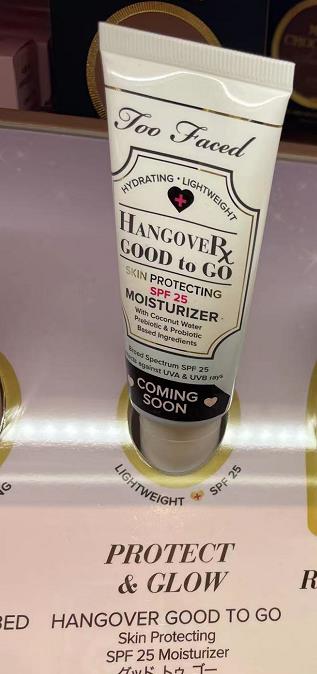 Too Faced
HYDRATING • LIGHTWEIGHT
HANGOVERX
GOOD to GO
SKIN PROTECTING
SPF 25
MOISTURIZER
With Coconut Water
Prebiotic & Probiotic
Based Ingredients
Broad Spectrum SPF 25
against UVA & UVB rays
COMING
SOON
LIGHTWEIGHT SPF 25
PROTECT
& GLOW
HANGOVER GOOD TO GO
Skin Protecting
SPF 25 Moisturizer
グッド トゥ ゴー